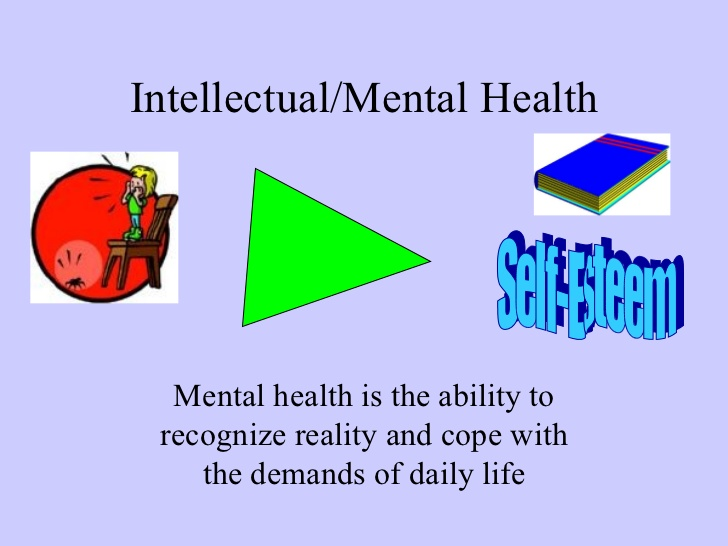 Intellectual/Mental Health
Self-Esteem
Mental health is the ability to
recognize reality and cope with
the demands of daily life